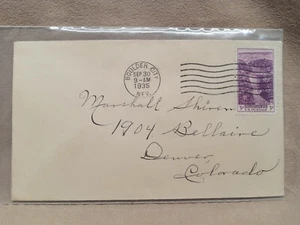 BOULDER CITY
SEP 30
9-AM
1935
NEV.
Marshall
1904 Bellaire
Denver,
Colorado